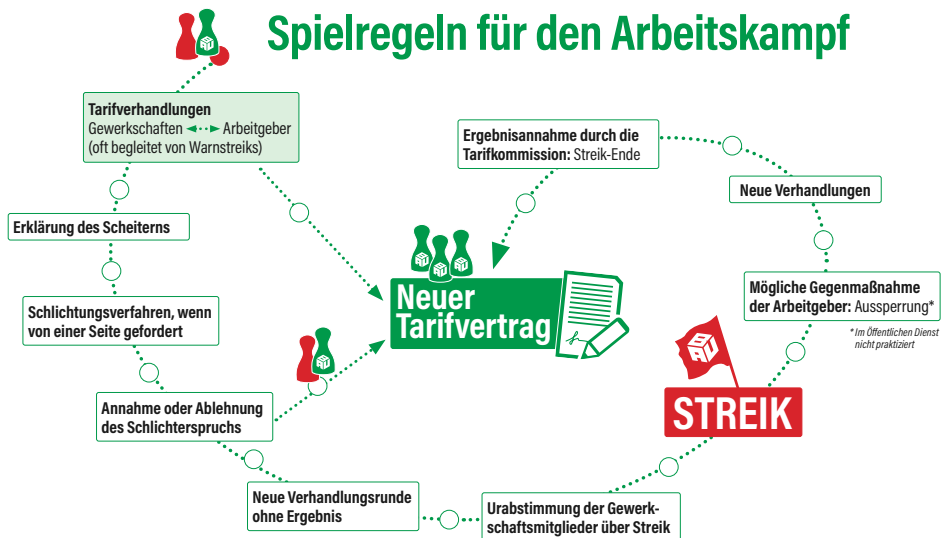 Spielregeln für den Arbeitskampf
Tarifverhandlungen
Gewerkschaften Arbeitgeber
(oft begleitet von Warnstreiks)
Erklärung des Scheiterns
Schlichtungsverfahren, wenn
von einer Seite gefordert
Annahme oder Ablehnung
des Schlichterspruchs
Neue Verhandlungsrunde
ohne Ergebnis
Urabstimmung der Gewerk-
schaftsmitglieder über Streik
BAU
STREIK
Mögliche Gegenmaßnahme
der Arbeitgeber: Aussperrung*
* Im Öffentlichen Dienst
nicht praktiziert
Neue Verhandlungen
Ergebnisannahme durch die
Tarifkommission: Streik-Ende
Neuer
Tarifvertrag